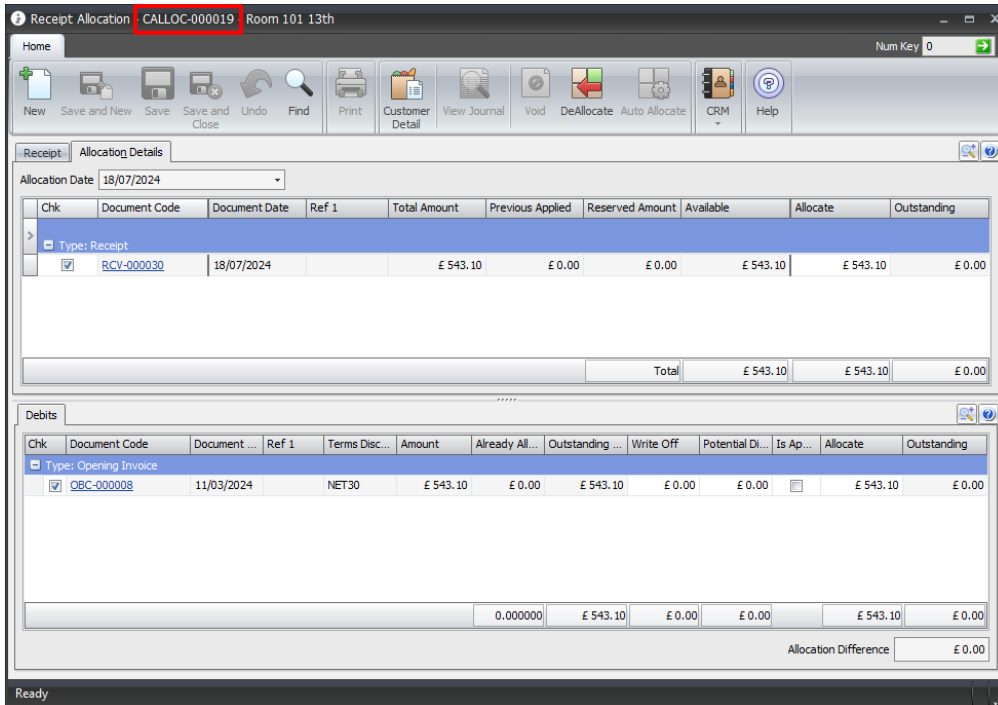 Receipt Allocation - CALLOC-000019 - Room 101 13th
Home
Num Key 0
New Save and New Save Save and Close Undo Find Print Customer Detail View Journal Void DeAllocate Auto Allocate CRM Help
Receipt Allocation Details
Allocation Date 18/07/2024
Chk Document Code Document Date Ref 1 Total Amount Previous Applied Reserved Amount Available Allocate Outstanding
Type: Receipt
RCV-000030 18/07/2024 £ 543.10 £ 0.00 £ 0.00 £ 543.10 £ 543.10 £ 0.00
Total £ 543.10 £ 543.10 £ 0.00
Debits
Chk Document Code Document ... Ref 1 Terms Disc... Amount Already All... Outstanding ... Write Off Potential Di... Is Ap... Allocate Outstanding
Type: Opening Invoice
OBC-000008 11/03/2024 NET30 £ 543.10 £ 0.00 £ 543.10 £ 0.00 £ 0.00 £ 543.10 £ 0.00
0.000000 £ 543.10 £ 0.00 £ 0.00 £ 543.10 £ 0.00
Allocation Difference £ 0.00
Ready